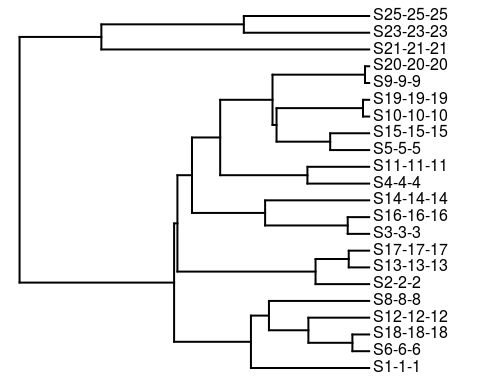 S25-25-25
S23-23-23
S21-21-21
S20-20-20
S9-9-9
S19-19-19
S10-10-10
S15-15-15
S5-5-5
S11-11-11
S4-4-4
S14-14-14
S16-16-16
S3-3-3
S17-17-17
S13-13-13
S2-2-2
S8-8-8
S12-12-12
S18-18-18
S6-6-6
S1-1-1